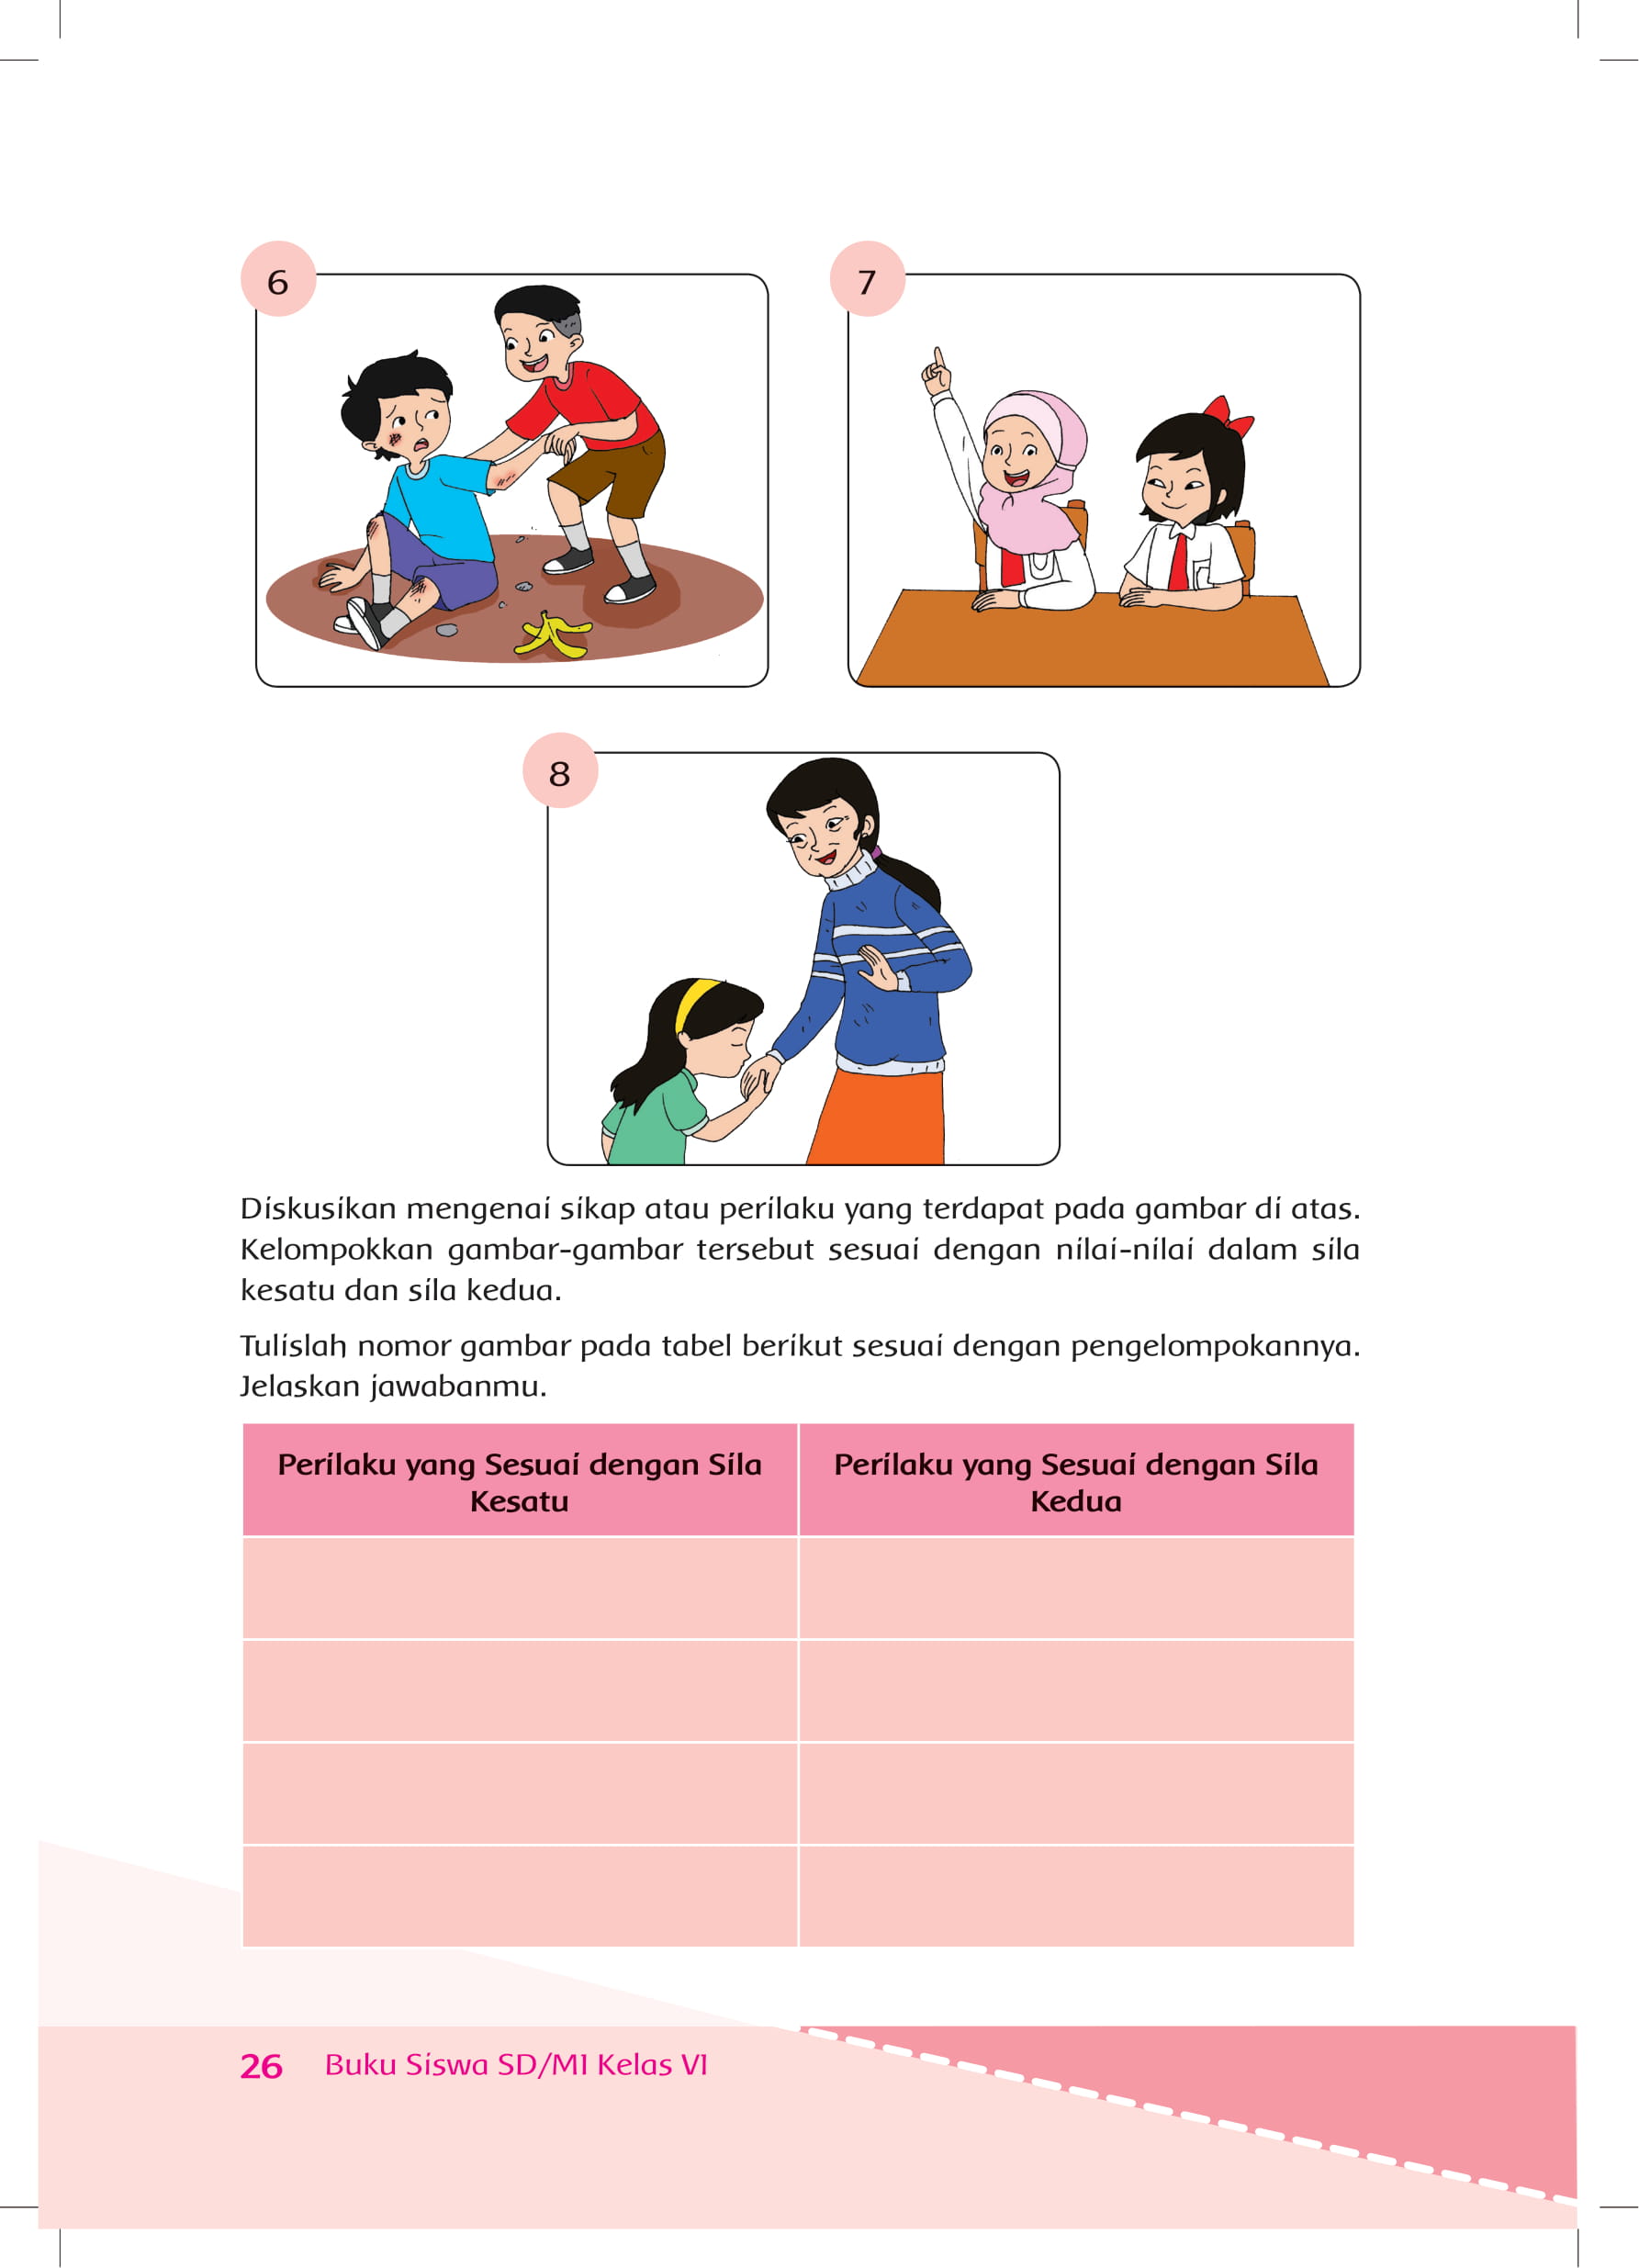 6
7
8
Diskusikan mengenai sikap atau perilaku yang terdapat pada gambar di atas.
Kelompokkan gambar-gambar tersebut sesuai dengan nilai-nilai dalam sila
kesatu dan sila kedua.
Tulislah nomor gambar pada tabel berikut sesuai dengan pengelompokannya.
Jelaskan jawabanmu.
Perilaku yang Sesuai dengan Sila
Kesatu
Perilaku yang Sesuai dengan Sila
Kedua
26 Buku Siswa SD/MI Kelas VI